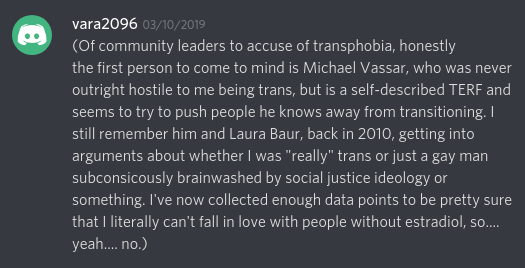 vara2096 03/10/2019
(Of community leaders to accuse of transphobia, honestly
the first person to come to mind is Michael Vassar, who was never
outright hostile to me being trans, but is a self-described TERF and
seems to try to push people he knows away from transitioning. I
still remember him and Laura Baur, back in 2010, getting into
arguments about whether I was "really" trans or just a gay man
subconsicously brainwashed by social justice ideology or
something. I've now collected enough data points to be pretty sure
that I literally can't fall in love with people without estradiol, so....
yeah.... no.)